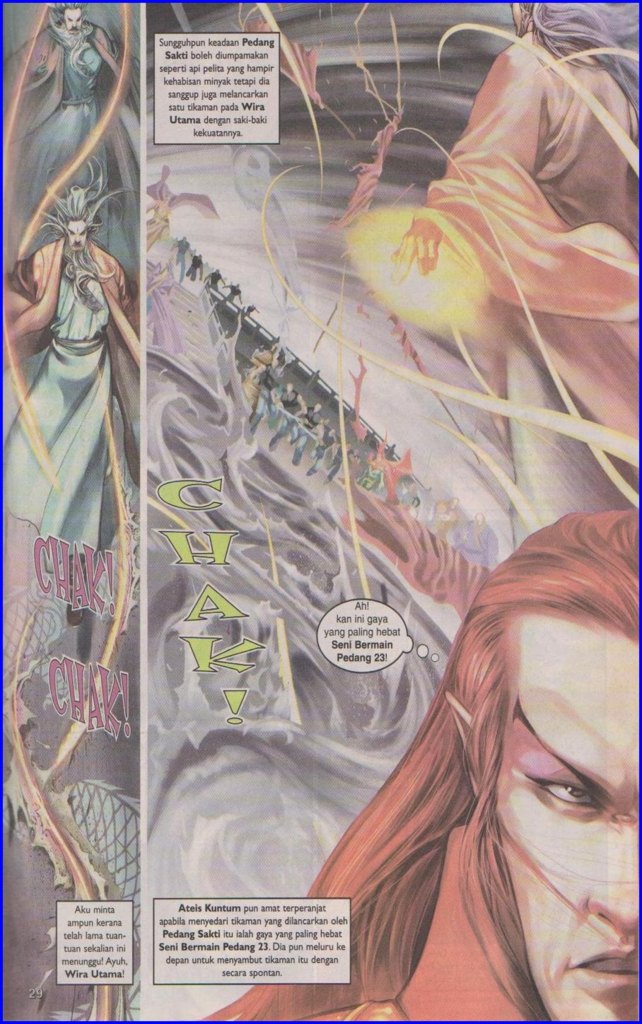 Sungguhpun keadaan Pedang
Sakti boleh diumpamakan
seperti api pelita yang hampir
kehabisan minyak tetapi dia
sanggup juga melancarkan
satu tikaman pada Wira
Utama dengan saki-baki
kekuatannya.
CHAK!
CHAK!
CHAK!
Ah!
kan ini gaya
yang paling hebat
Seni Bermain
Pedang 23!
Aku minta
ampun kerana
telah lama tuan-
tuan sekalian ini
menunggu! Ayuh,
Wira Utama!
Ateis Kuntum pun amat terperanjat
apabila menyedari tikaman yang dilancarkan oleh
Pedang Sakti itu ialah gaya yang paling hebat
Seni Bermain Pedang 23. Dia pun meluru ke
depan untuk menyambut tikaman itu dengan
secara spontan.
29